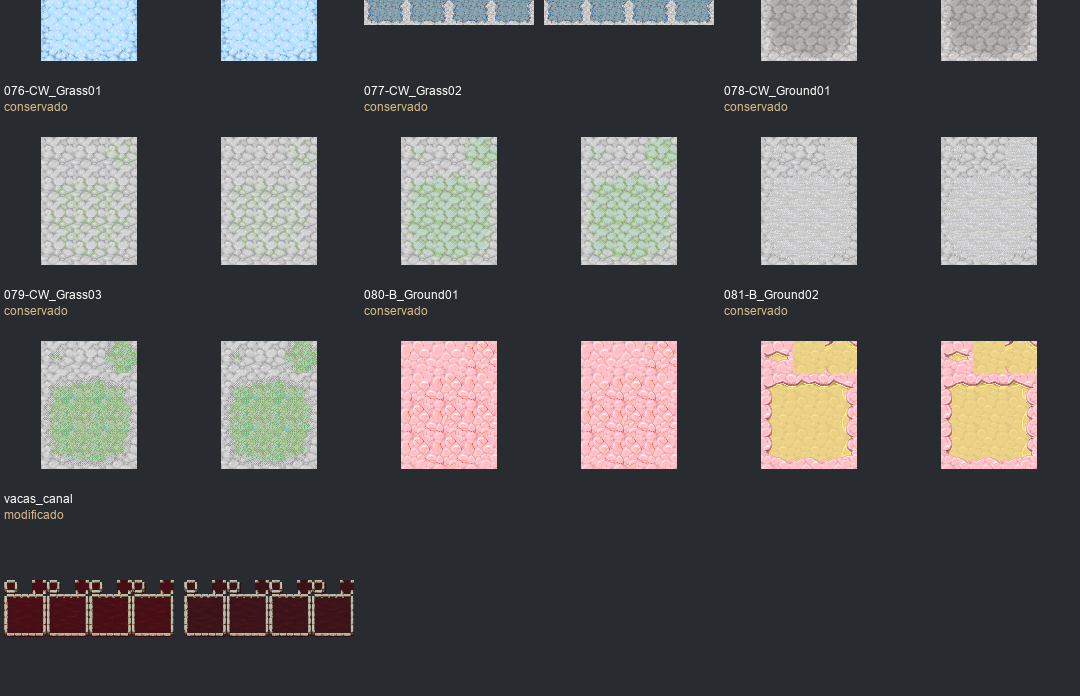 076-CW_Grass01
conservado
077-CW_Grass02
conservado
078-CW_Ground01
conservado
079-CW_Grass03
conservado
080-B_Ground01
conservado
081-B_Ground02
conservado
vacas_canal
modificado